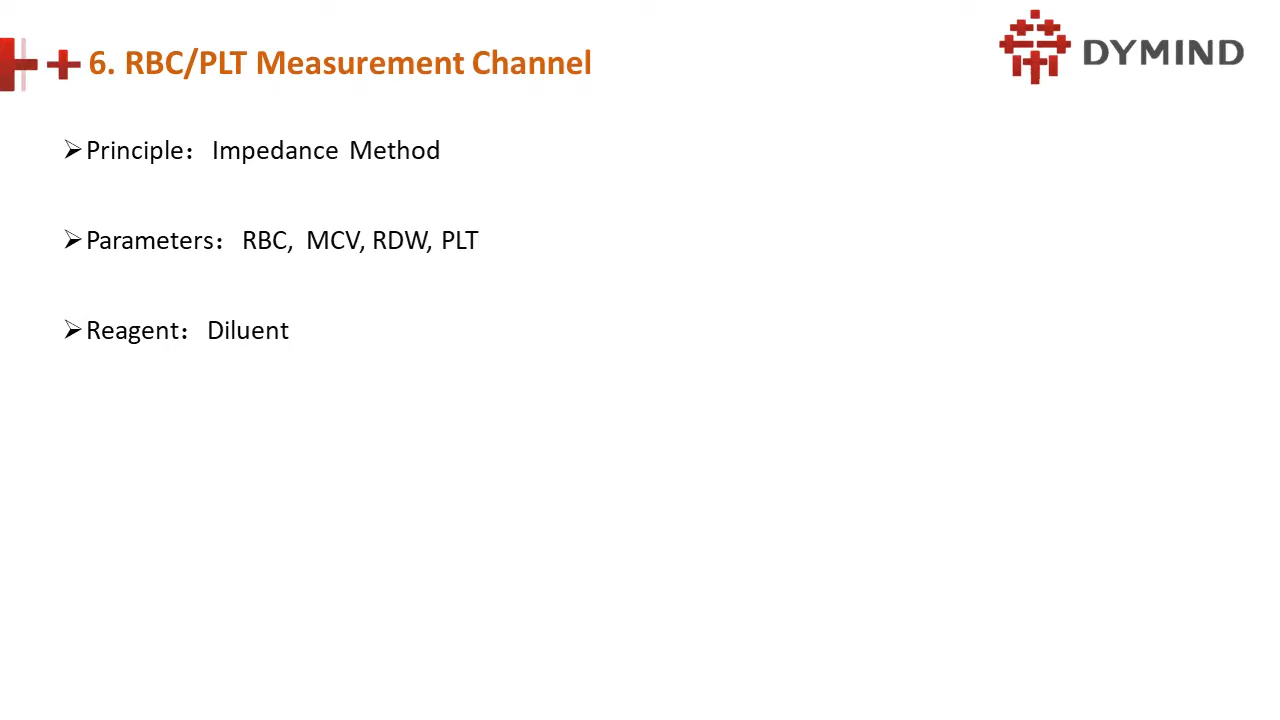 6. RBC/PLT Measurement Channel
DYMIND
➢Principle： Impedance Method
➢Parameters： RBC, MCV, RDW, PLT
➢Reagent： Diluent